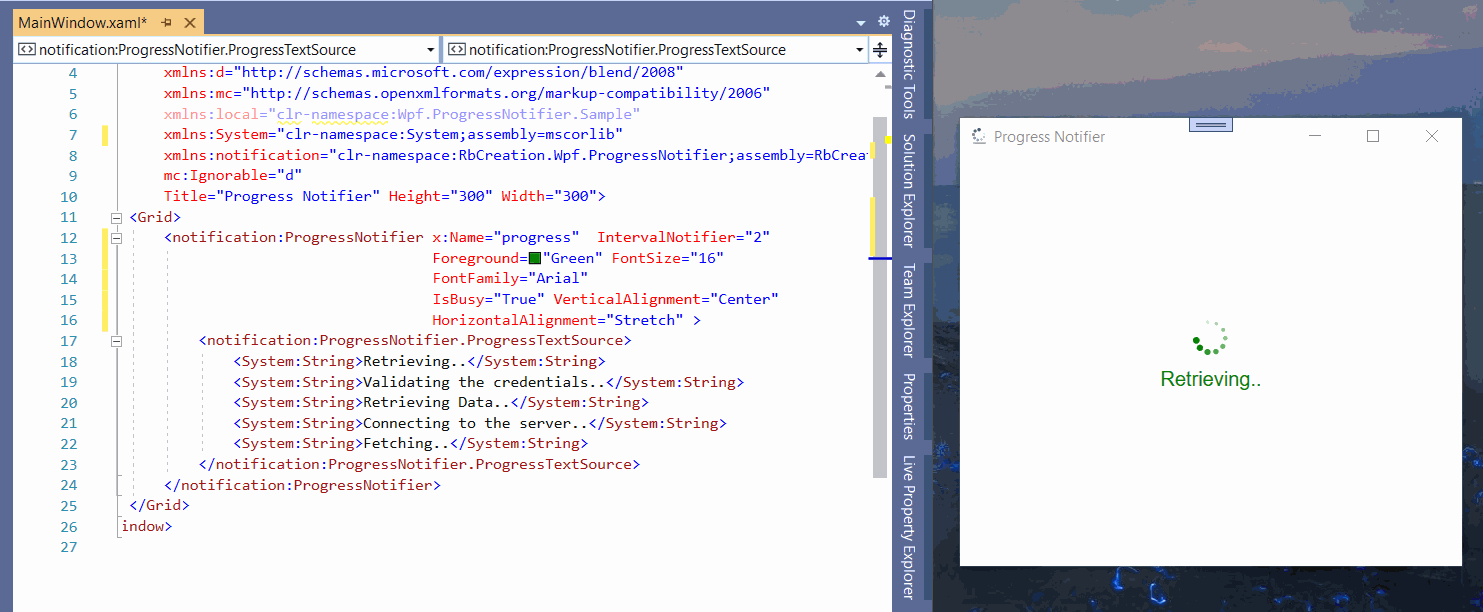 MainWindow.xaml*
notification:ProgressNotifier.ProgressTextSource
notification:ProgressNotifier.ProgressTextSource
4 xmlns:d="http://schemas.microsoft.com/expression/blend/2008"
5 xmlns:mc="http://schemas.openxmlformats.org/markup-compatibility/2006"
6 xmlns:local="clr-namespace:Wpf.ProgressNotifier.Sample"
7 xmlns:System="clr-namespace:System;assembly=mscorlib"
8 xmlns:notification="clr-namespace:RbCreation.Wpf.ProgressNotifier;assembly=RbCrea
9 mc:Ignorable="d"
10 Title="Progress Notifier" Height="300" Width="300">
11 <Grid>
12 <notification:ProgressNotifier x:Name="progress" IntervalNotifier="2"
13 Foreground="Green" FontSize="16"
14 FontFamily="Arial"
15 IsBusy="True" VerticalAlignment="Center"
16 HorizontalAlignment="Stretch" >
17 <notification:ProgressNotifier.ProgressTextSource>
18 <System:String>Retrieving..</System:String>
19 <System:String>Validating the credentials..</System:String>
20 <System:String>Retrieving Data..</System:String>
21 <System:String>Connecting to the server..</System:String>
22 <System:String>Fetching..</System:String>
23 </notification:ProgressNotifier.ProgressTextSource>
24 </notification:ProgressNotifier>
25 </Grid>
26 indow>
27
Diagnostic Tools
Solution Explorer
Team Explorer
Properties
Live Property Explorer
Progress Notifier
Retrieving..